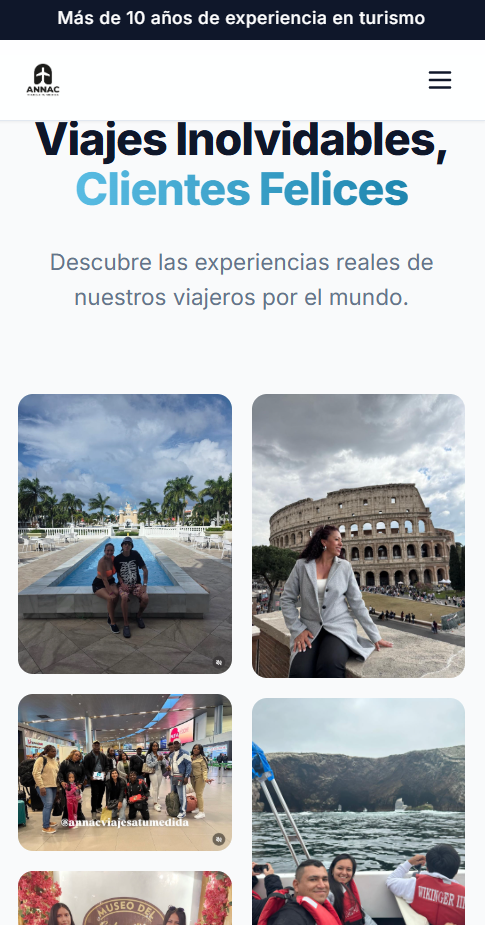 Más de 10 años de experiencia en turismo
ANNAC
Viajes Inolvidables,
Clientes Felices
Descubre las experiencias reales de
nuestros viajeros por el mundo.
@annacviajesatumedida
WIKINGER III
MUSEO DEL